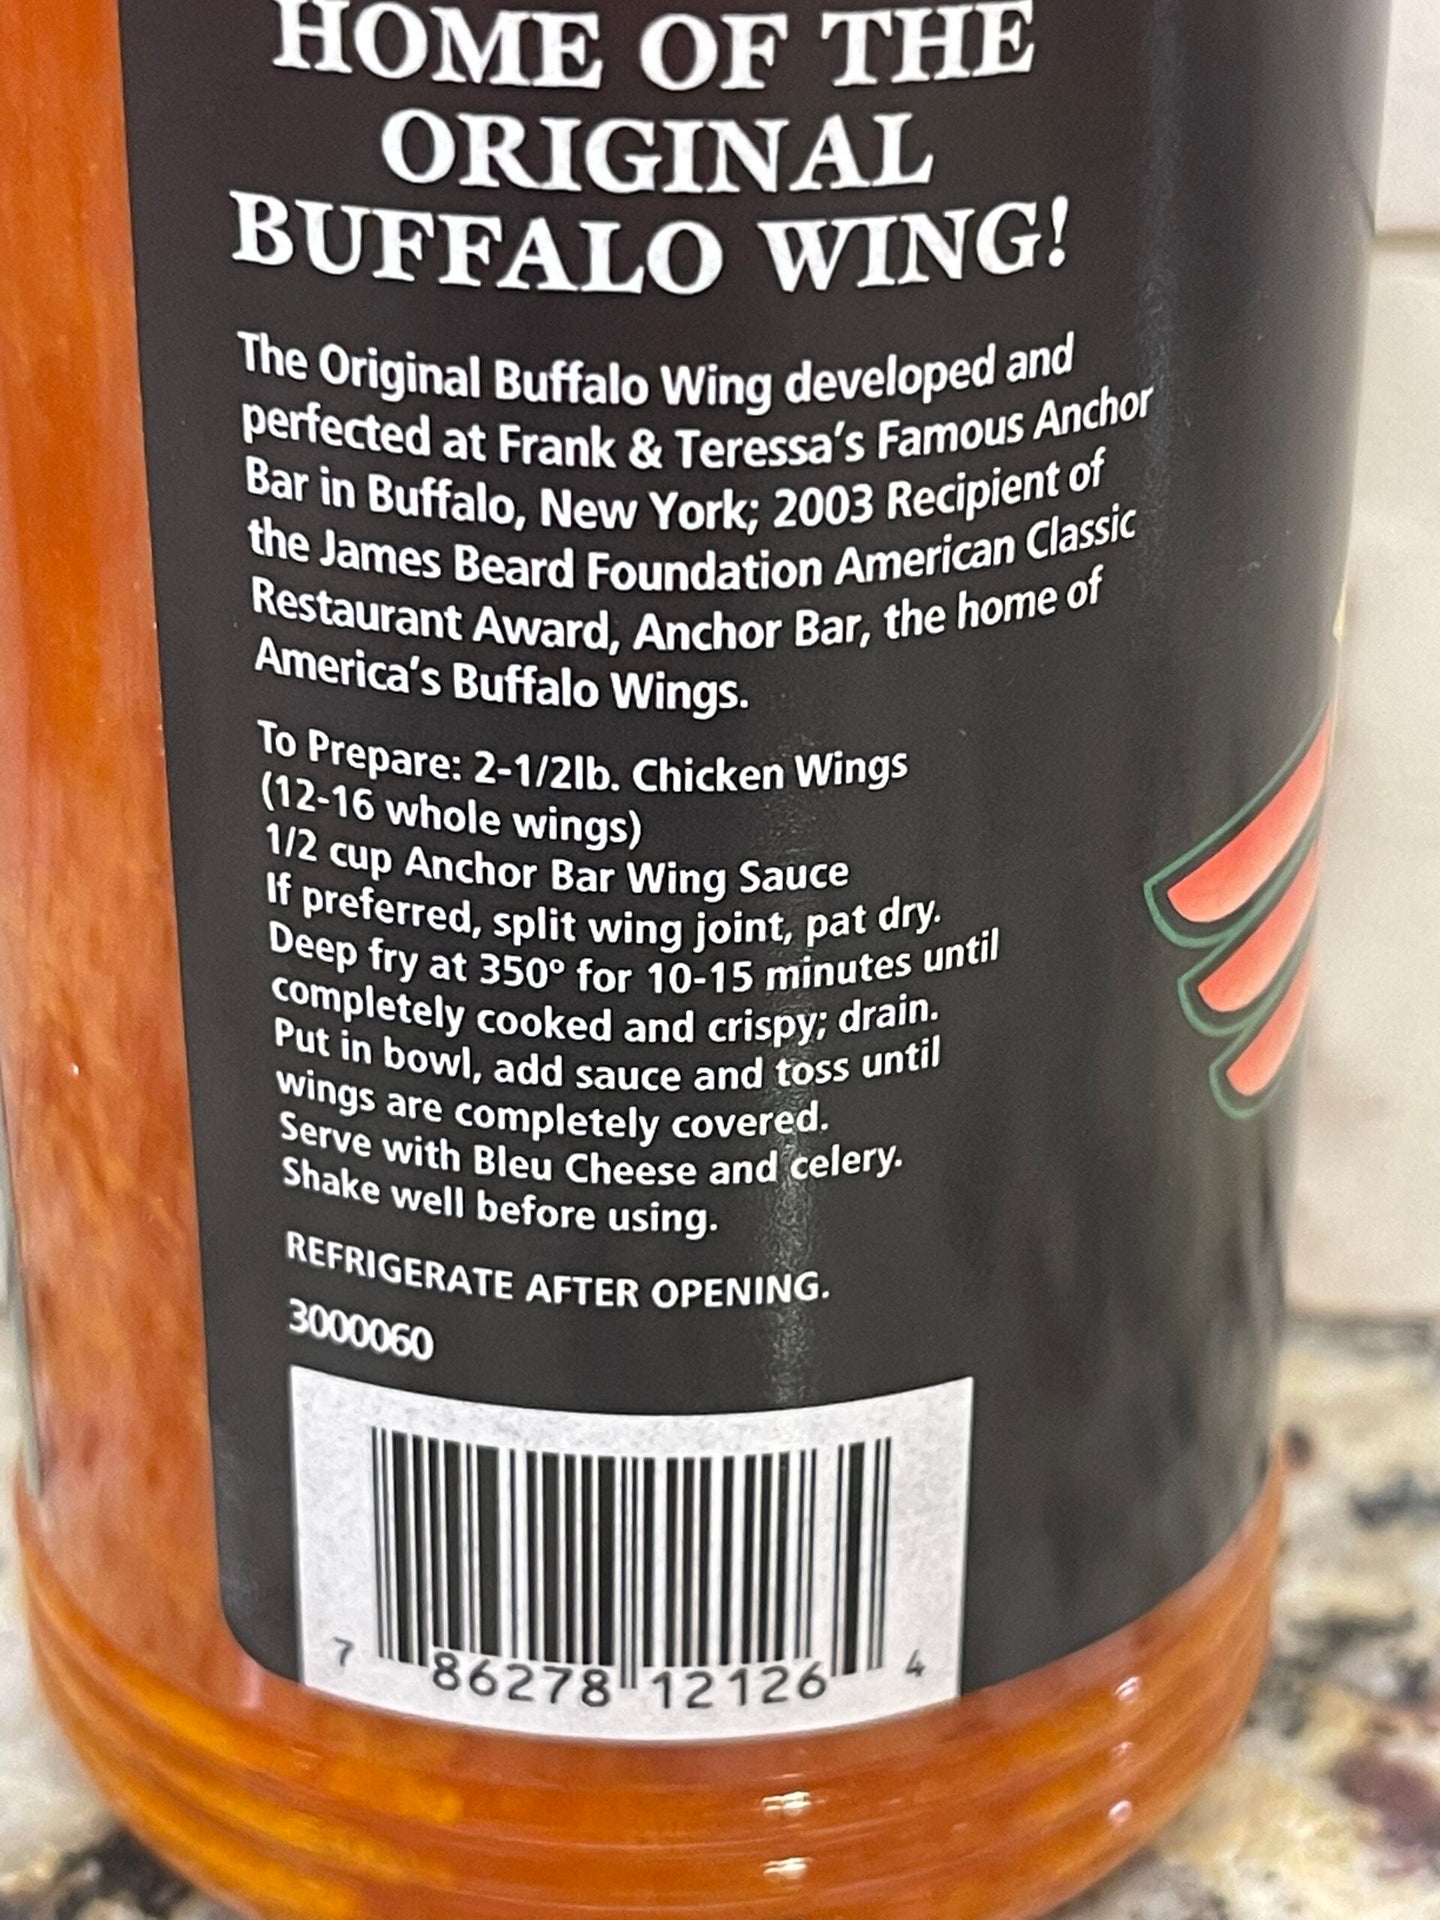 HOME OF THE
ORIGINAL
BUFFALO WING!
The Original Buffalo Wing developed and
perfected at Frank & Teressa's Famous Anchor
Bar in Buffalo, New York; 2003 Recipient of
the James Beard Foundation American Classic
Restaurant Award, Anchor Bar, the home of
America's Buffalo Wings.
To Prepare: 2-1/2lb. Chicken Wings
(12-16 whole wings)
1/2 cup Anchor Bar Wing Sauce
If preferred, split wing joint, pat dry.
Deep fry at 350° for 10-15 minutes until
completely cooked and crispy; drain.
Put in bowl, add sauce and toss until
wings are completely covered.
Serve with Bleu Cheese and celery.
Shake well before using.
REFRIGERATE AFTER OPENING.
3000060
7 86278 12126 4